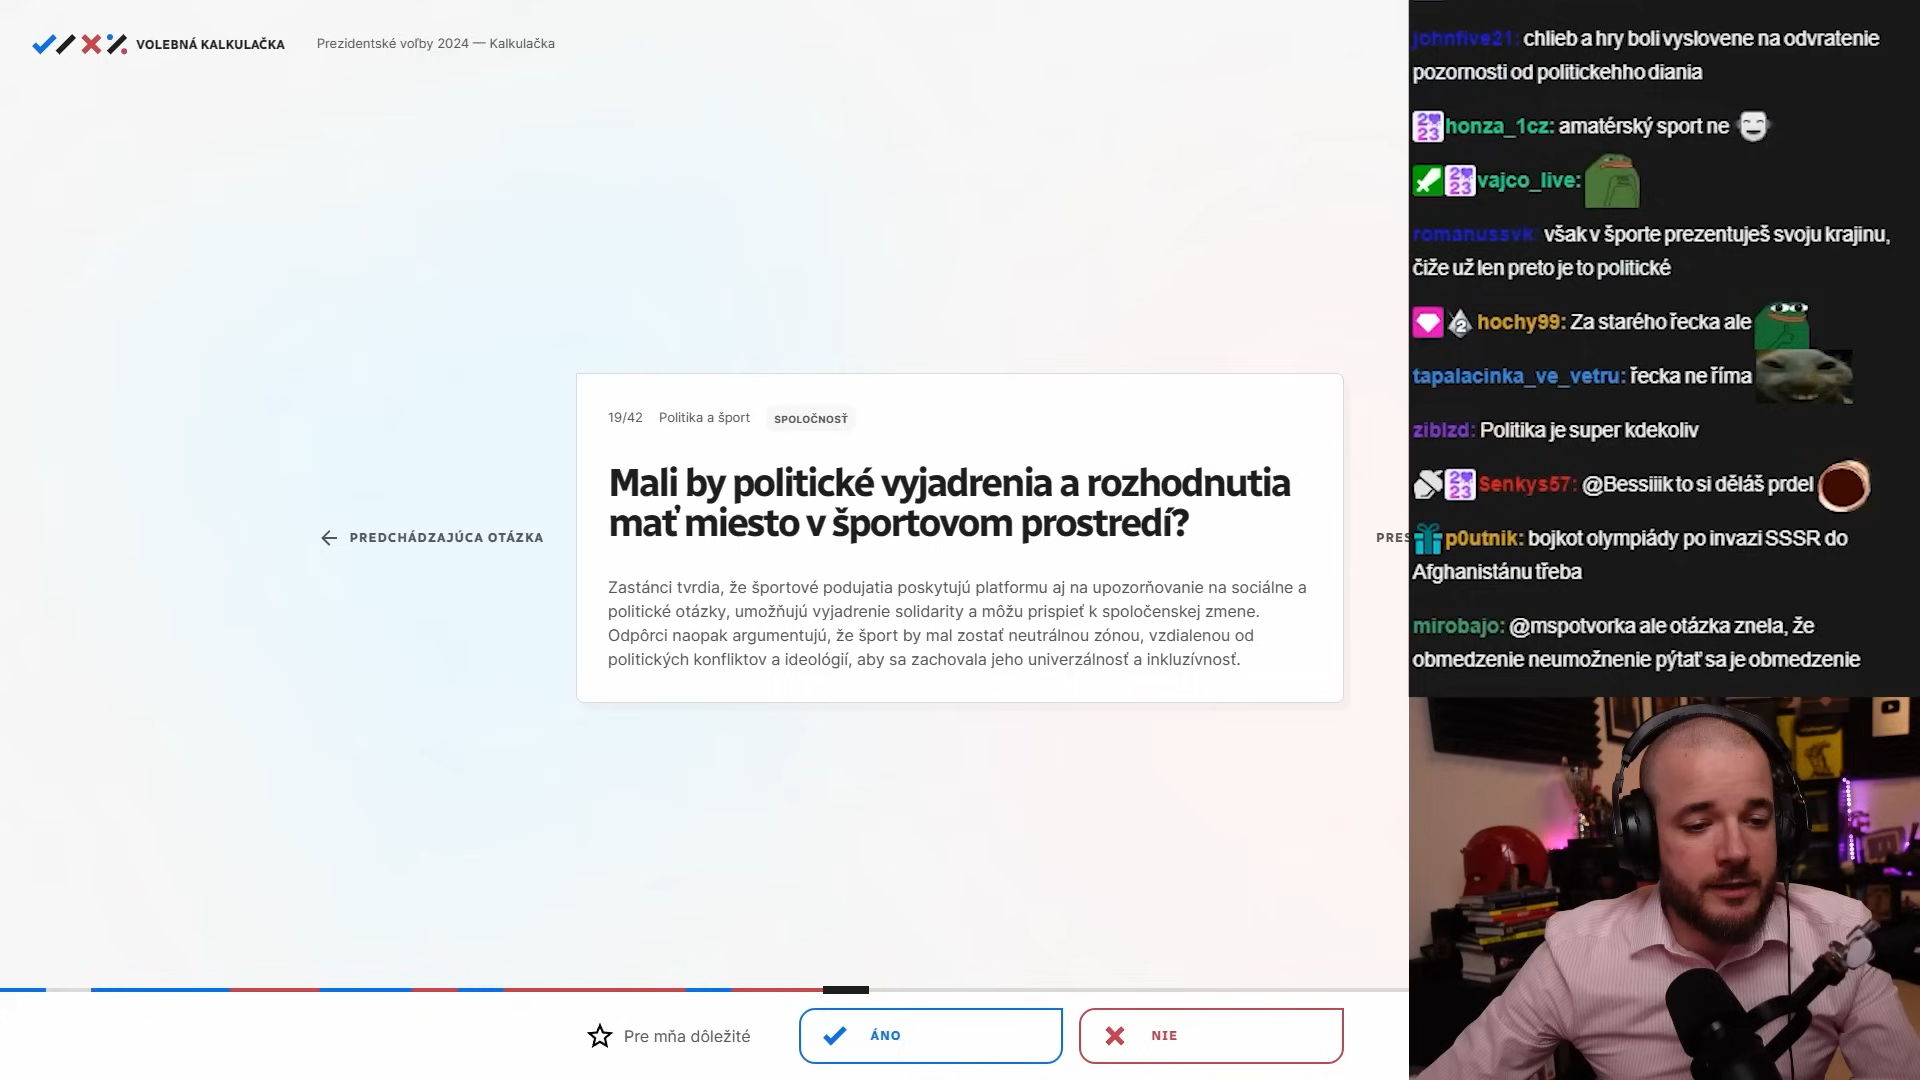 VOLEBNÁ KALKULAČKA
Prezidentské voľby 2024 — Kalkulačka
19/42 Politika a šport SPOLOČNOSŤ
Mali by politické vyjadrenia a rozhodnutia
mať miesto v športovom prostredí?
← PREDCHÁDZAJÚCA OTÁZKA
PRES
Zastánci tvrdia, že športové podujatia poskytujú platformu aj na upozorňovanie na sociálne a
politické otázky, umožňujú vyjadrenie solidarity a môžu prispieť k spoločenskej zmene.
Odpôrci naopak argumentujú, že šport by mal zostať neutrálnou zónou, vzdialenou od
politických konfliktov a ideológií, aby sa zachovala jeho univerzálnosť a inkluzívnosť.
Pre mňa dôležité
ÁNO
NIE
johnfive21: chlieb a hry boli vyslovene na odvratenie
pozornosti od politickehho diania
honza_1cz: amatérský sport ne
vajco_live:
romanussvk: však v športe prezentuješ svoju krajinu,
čiže už len preto je to politické
hochy99: Za starého řecka ale
tapalacinka_ve_vetru: řecka ne říma
ziblzd: Politika je super kdekoliv
Senkys57: @Bessiiik to si děláš prdel
p0utnik: bojkot olympiády po invazi SSSR do
Afghanistánu třeba
mirobajo: @mspotvorka ale otázka znela, že
obmedzenie neumožnenie pýtať sa je obmedzenie